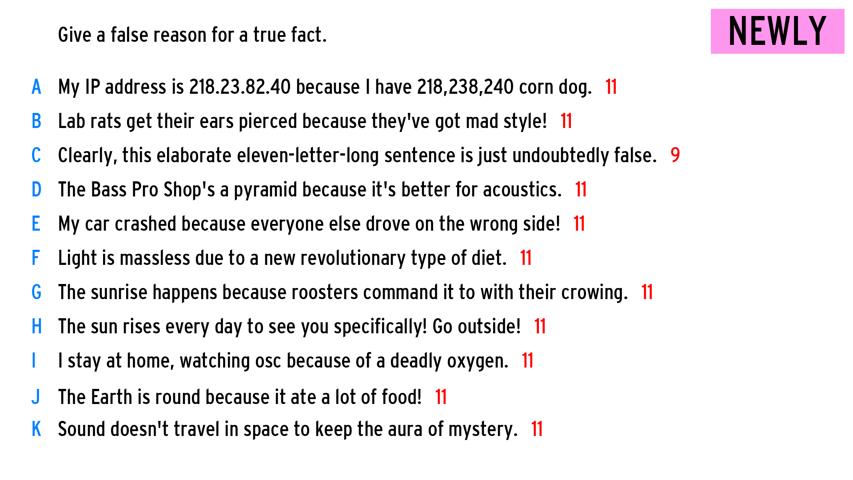 Give a false reason for a true fact.
NEWLY
A My IP address is 218.23.82.40 because I have 218,238,240 corn dog. 11
B Lab rats get their ears pierced because they've got mad style! 11
C Clearly, this elaborate eleven-letter-long sentence is just undoubtedly false. 9
D The Bass Pro Shop's a pyramid because it's better for acoustics. 11
E My car crashed because everyone else drove on the wrong side! 11
F Light is massless due to a new revolutionary type of diet. 11
G The sunrise happens because roosters command it to with their crowing. 11
H The sun rises every day to see you specifically! Go outside! 11
I I stay at home, watching osc because of a deadly oxygen. 11
J The Earth is round because it ate a lot of food! 11
K Sound doesn't travel in space to keep the aura of mystery. 11